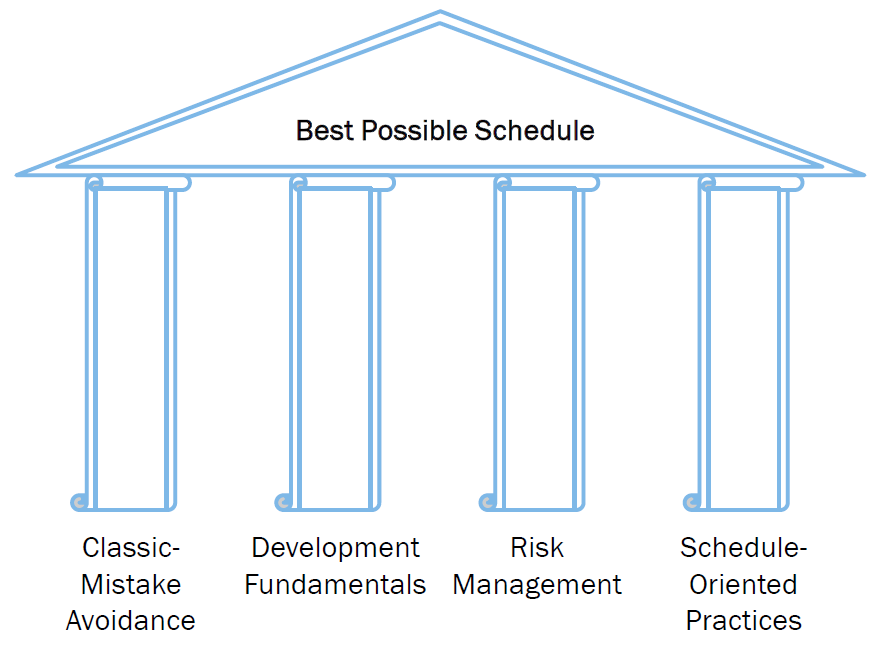 Best Possible Schedule
Classic-
Mistake
Avoidance
Development
Fundamentals
Risk
Management
Schedule-
Oriented
Practices